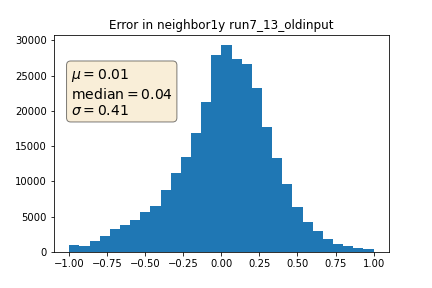 Error in neighbor1y run7_13_oldinput
30000
25000
20000
15000
10000
5000
0
μ = 0.01
median = 0.04
σ = 0.41
−1.00 −0.75 −0.50 −0.25 0.00 0.25 0.50 0.75 1.00